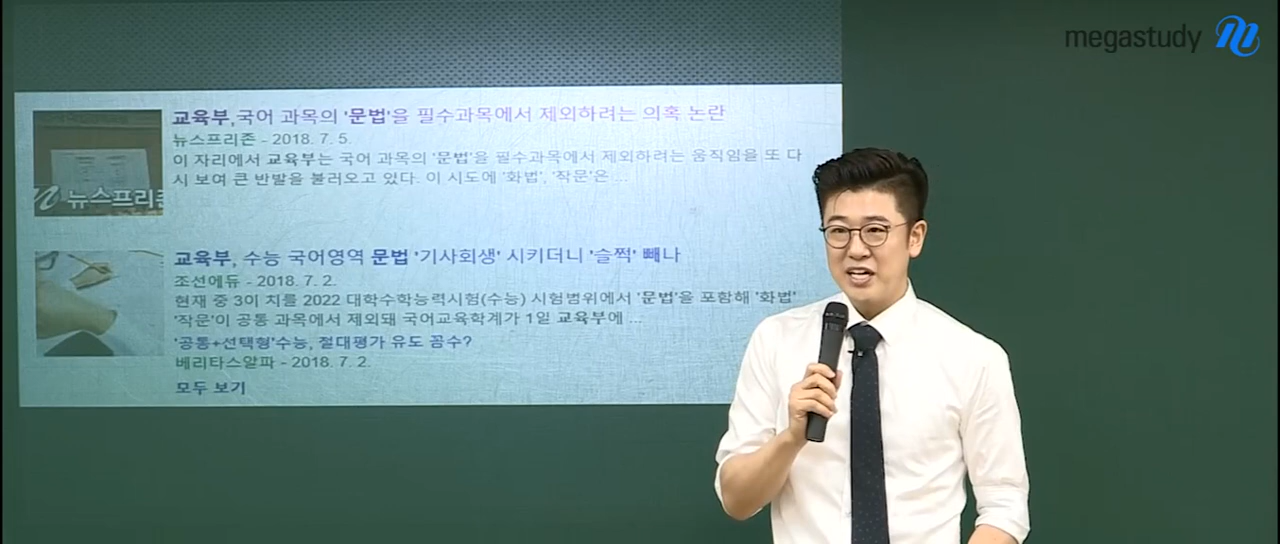 megastudy
교육부,국어 과목의 '문법'을 필수과목에서 제외하려는 의혹 논란
뉴스프리존 - 2018. 7. 5.
이 자리에서 교육부는 국어 과목의 '문법'을 필수과목에서 제외하려는 움직임을 또 다
시 보여 큰 반발을 불러오고 있다. 이 시도에 '화법', '작문'은 ...
뉴스프리존
교육부, 수능 국어영역 문법 '기사회생' 시키더니 '슬쩍' 빼나
조선에듀 - 2018. 7. 2.
현재 중 3이 치를 2022 대학수학능력시험(수능) 시험범위에서 '문법'을 포함해 '화법'
'작문'이 공통 과목에서 제외돼 국어교육학계가 1일 교육부에 ...
'공통+선택형'수능, 절대평가 유도 꼼수?
베리타스알파 - 2018. 7. 2.
모두 보기